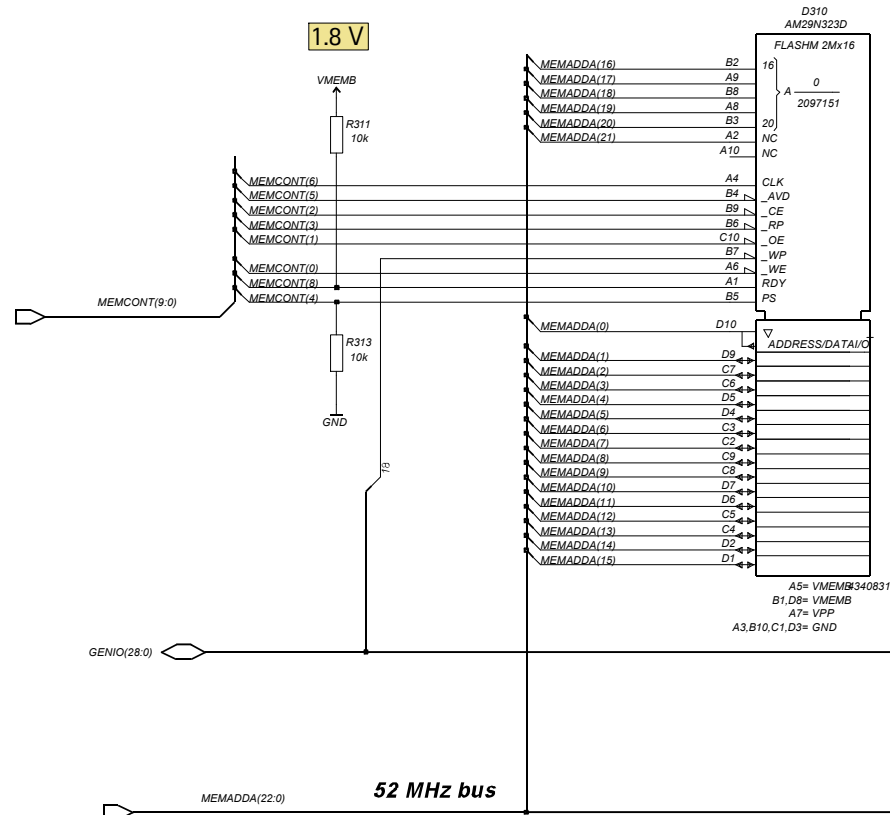 D310
AM29N323D
1.8 V
FLASHM 2Mx16
MEMADDA(16) B2 16
MEMADDA(17) A9
VMEMB
MEMADDA(18) B8 A 0
MEMADDA(19) A8 2097151
MEMADDA(20) B3 20
R311
10k
MEMADDA(21) A2 NC
A10 NC
MEMCONT(6) A4 CLK
MEMCONT(5) B4 _AVD
MEMCONT(2) B9 _CE
MEMCONT(3) B6 _RP
MEMCONT(1) C10 _OE
B7 _WP
MEMCONT(0) A6 _WE
MEMCONT(8) A1 RDY
MEMCONT(4) B5 PS
MEMCONT(9:0)
MEMADDA(0) D10
R313
10k
ADDRESS/DATAI/O
MEMADDA(1) D9
MEMADDA(2) C7
MEMADDA(3) C6
MEMADDA(4) D5
MEMADDA(5) D4
GND
MEMADDA(6) C3
MEMADDA(7) C2
MEMADDA(8) C9
18
MEMADDA(9) C8
MEMADDA(10) D7
MEMADDA(11) D6
MEMADDA(12) C5
MEMADDA(13) C4
MEMADDA(14) D2
MEMADDA(15) D1
A5= VMEMB 4340831
B1,D8= VMEMB
A7= VPP
A3,B10,C1,D3= GND
GENIO(28:0)
52 MHz bus
MEMADDA(22:0)